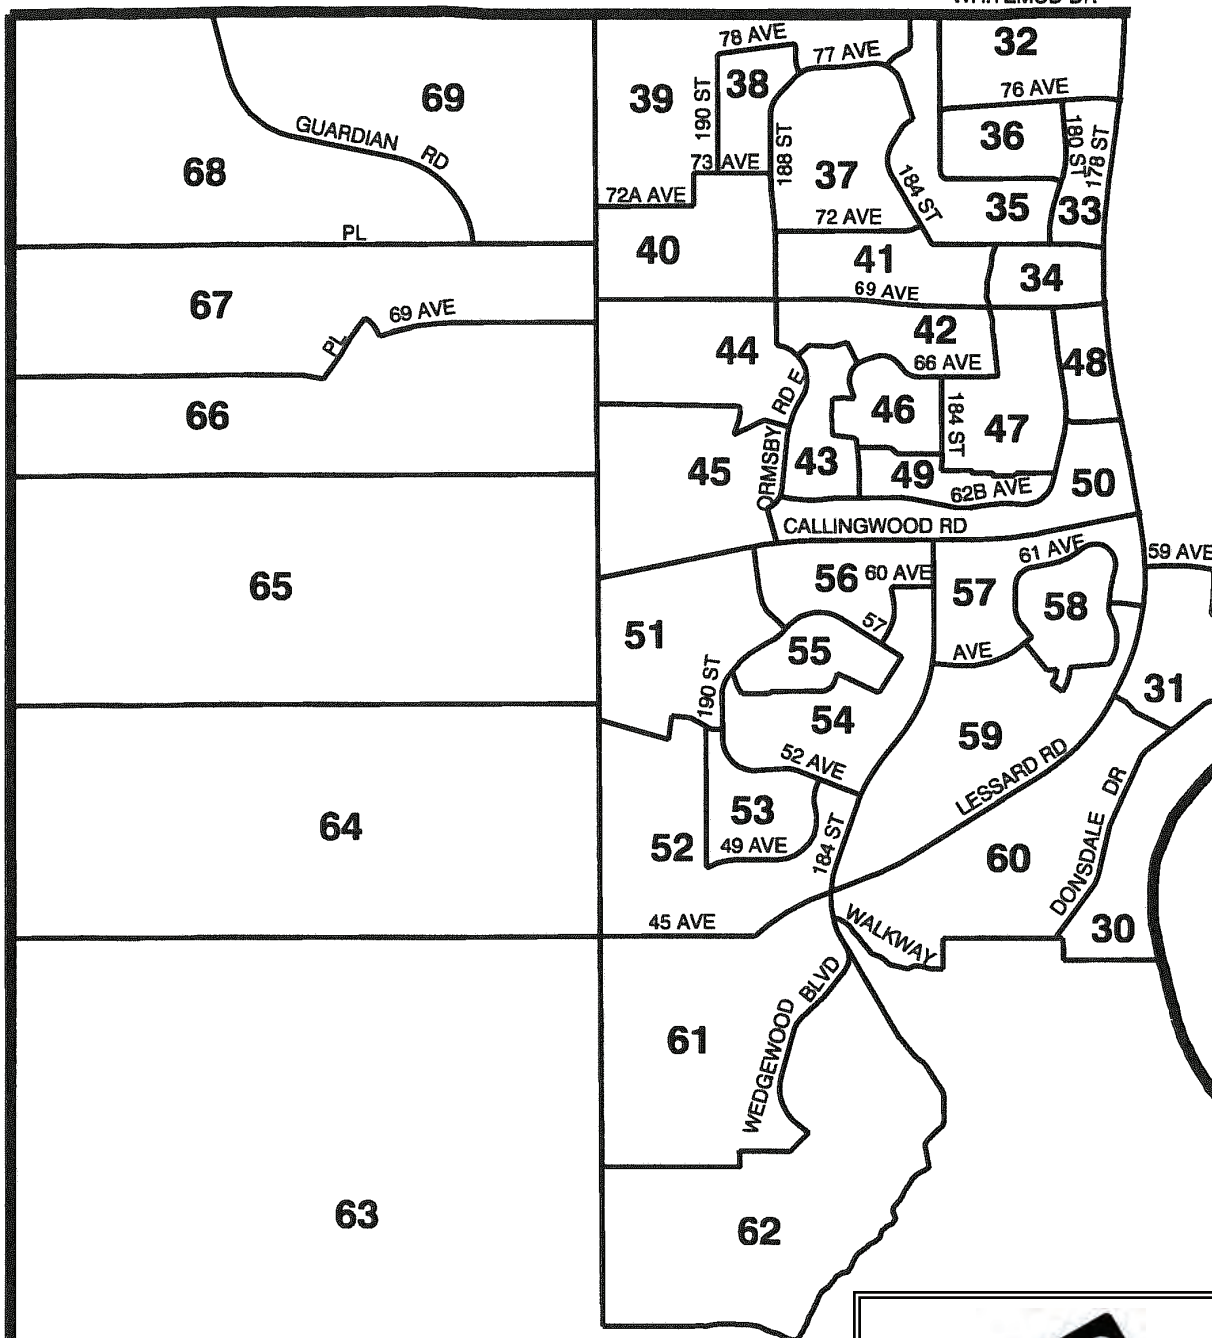 32
78 AVE
77 AVE
39
38
190 ST
69
76 AVE
36
180 ST
178 ST
GUARDIAN RD
68
188 ST
37
73 AVE
184 ST
72A AVE
72 AVE
35
33
PL
40
41
34
69 AVE
67
69 AVE
PL
42
44
66 AVE
48
66
ORMSBY RD E
46
184 ST
47
45
43
49
62B AVE
50
CALLINGWOOD RD
61 AVE
59 AVE
65
56
60 AVE
57
58
51
57
55
AVE
190 ST
31
54
59
52 AVE
LESSARD RD
DONSDALE DR
53
64
52
49 AVE
184 ST
60
45 AVE
WALKWAY
30
WEDGEWOOD BLVD
61
63
62